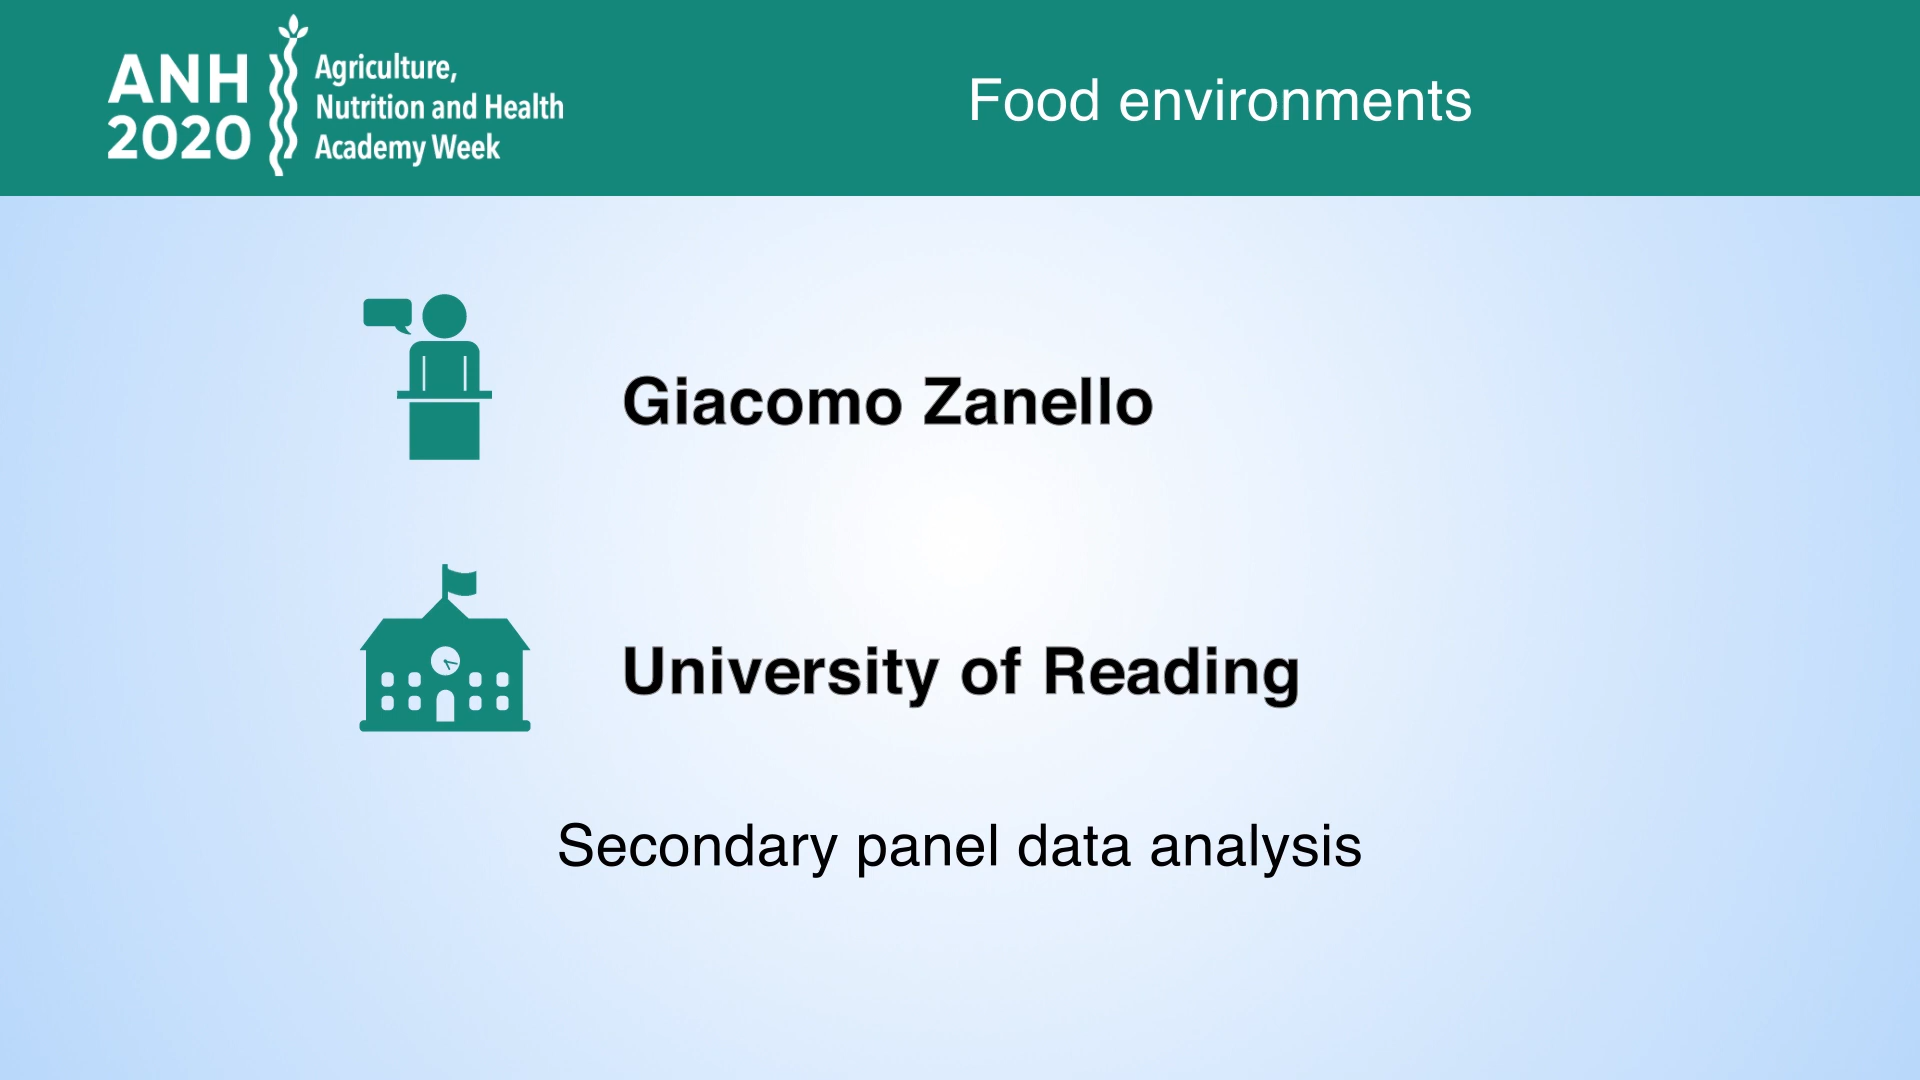 ANH
2020
Agriculture,
Nutrition and Health
Academy Week
Food environments
Giacomo Zanello
University of Reading
Secondary panel data analysis